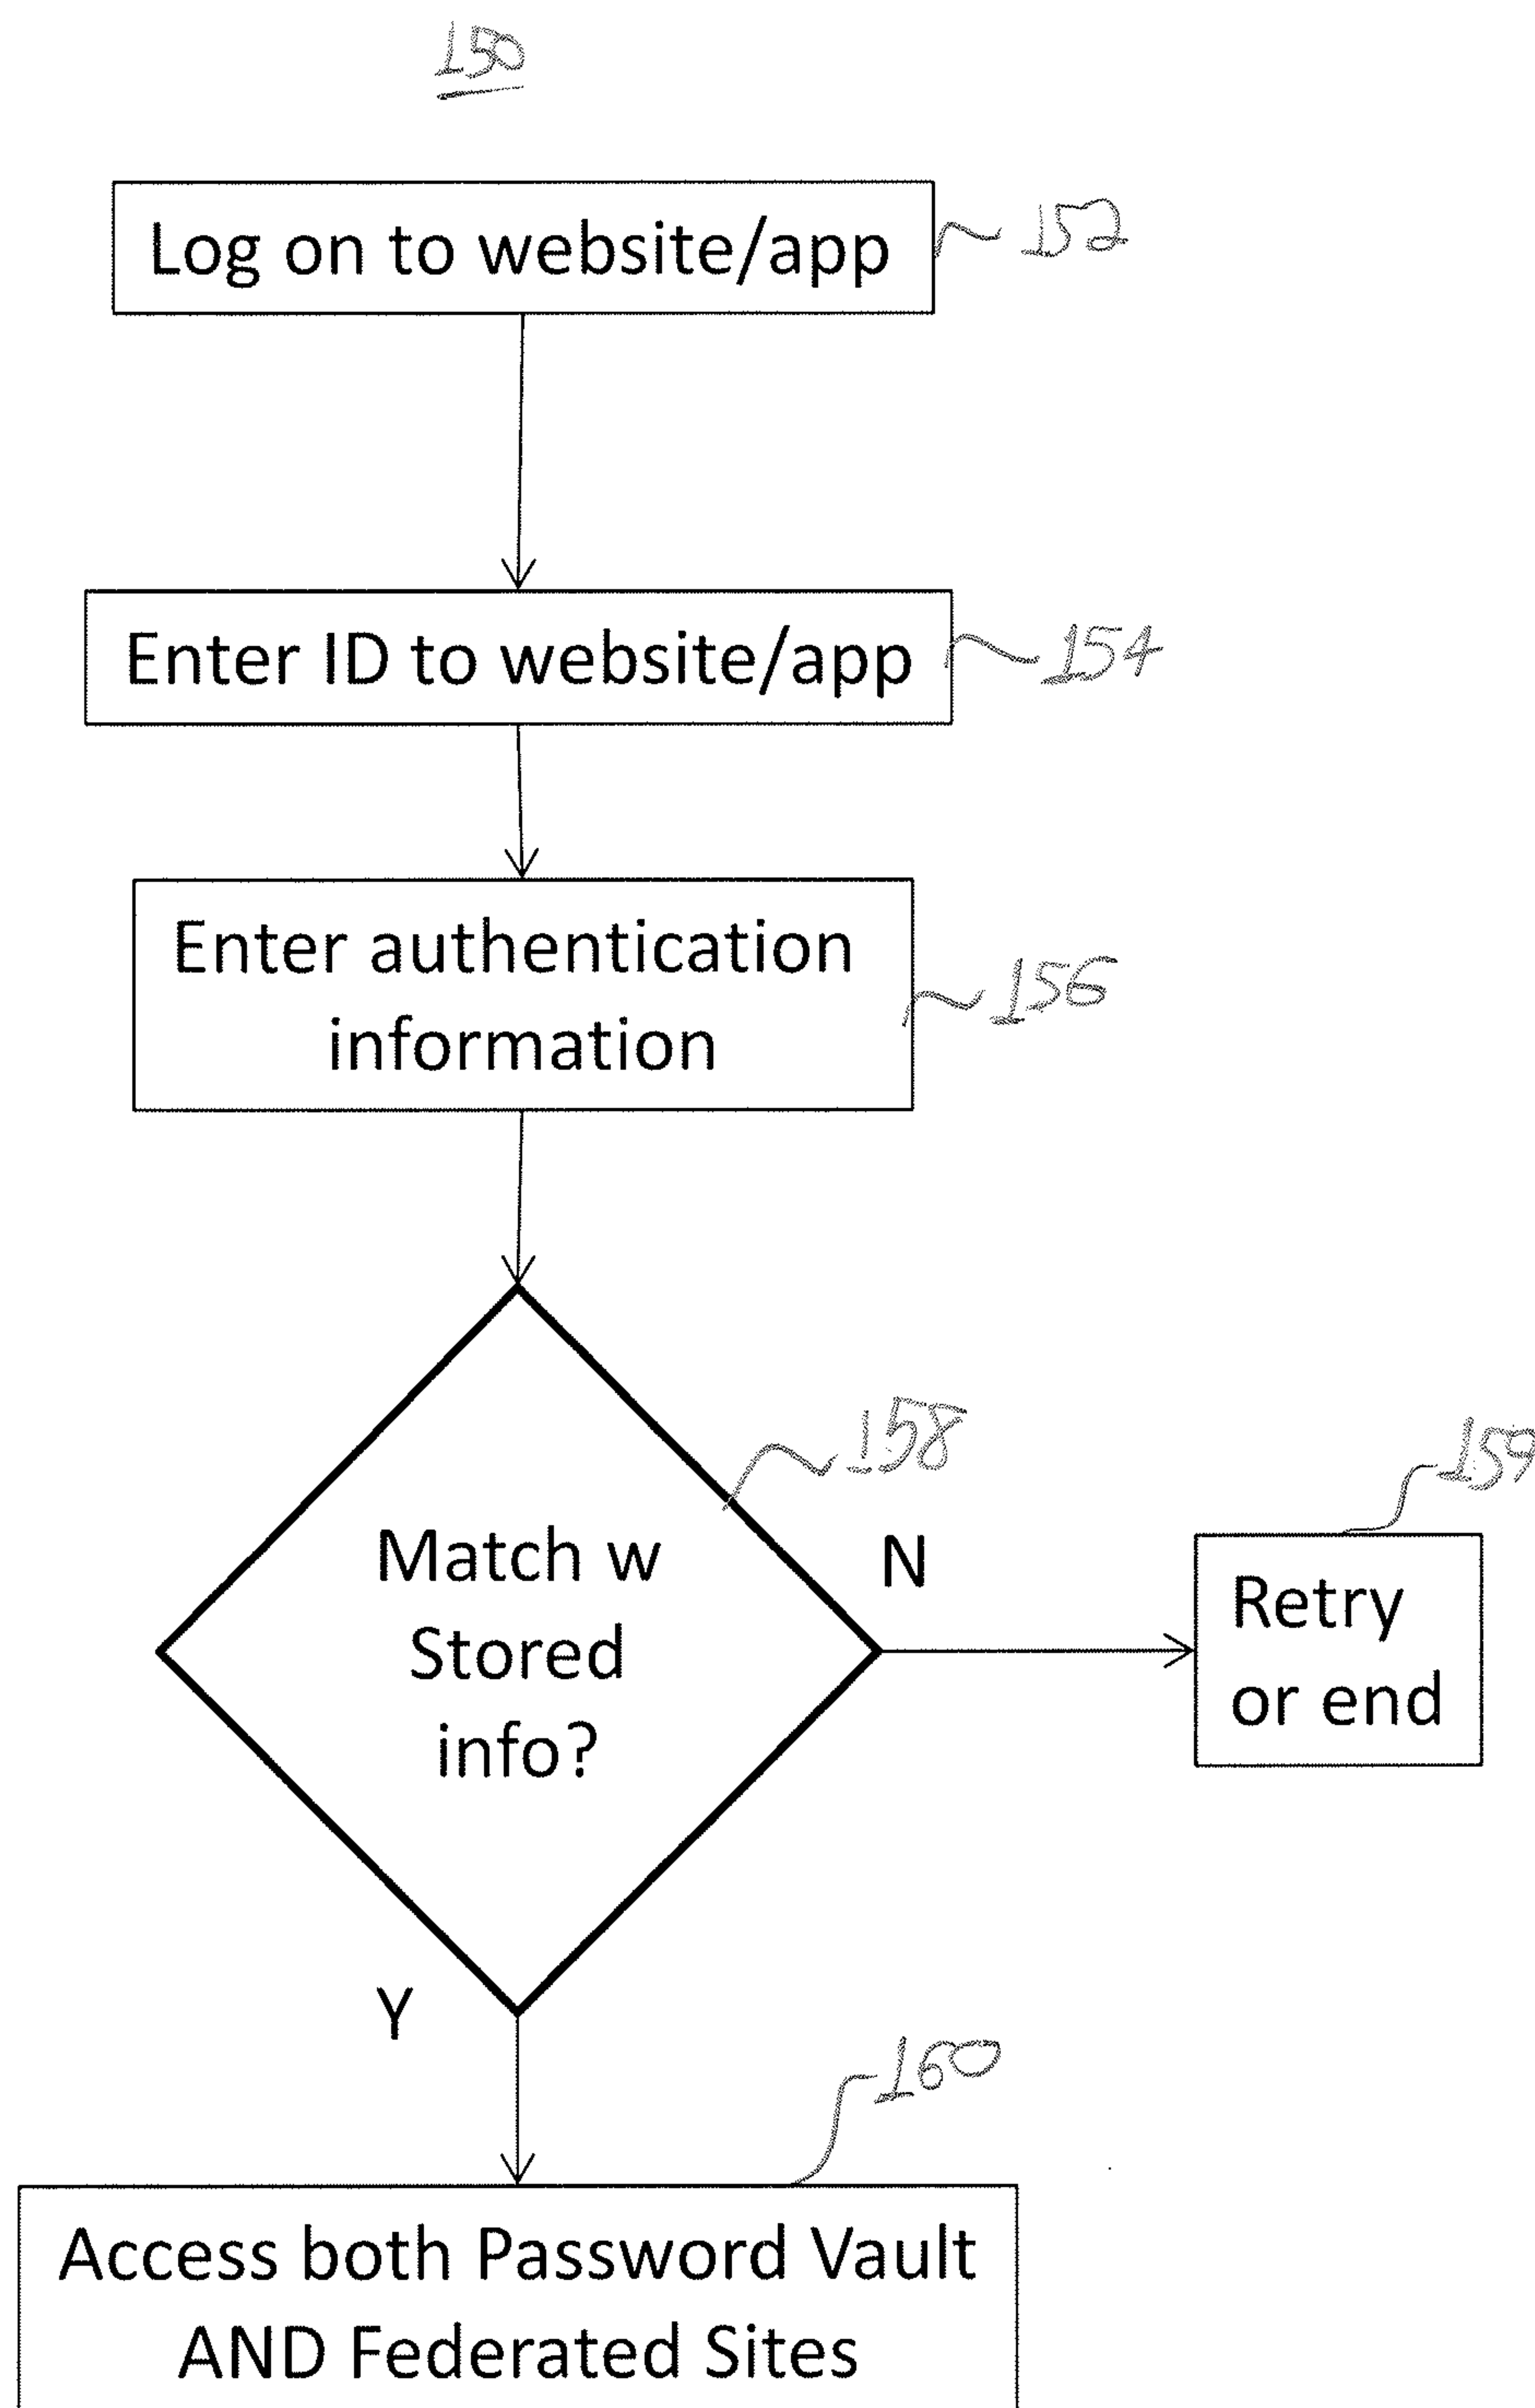 150
Log on to website/app
152
Enter ID to website/app
154
Enter authentication
information
156
158
Match w
Stored
info?
N
159
Retry
or end
Y
160
Access both Password Vault
AND Federated Sites